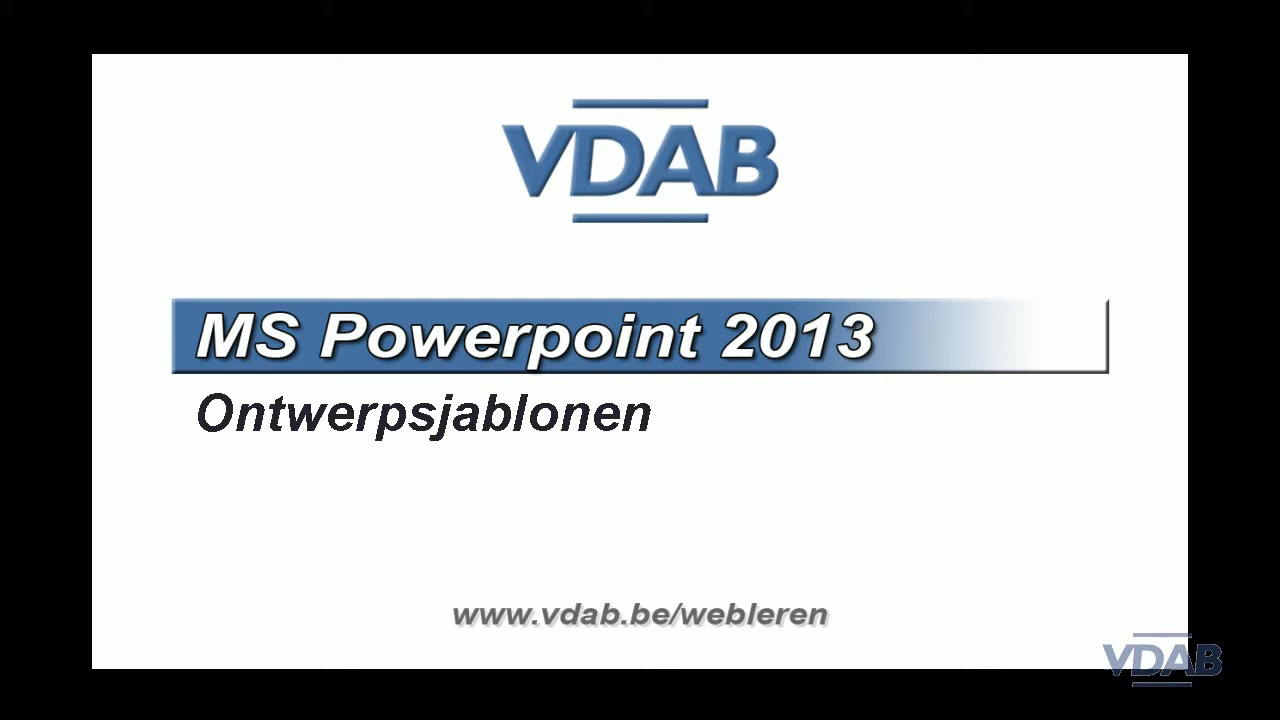 VDAB
MS Powerpoint 2013
Ontwerpsjablonen
www.vdab.be/webleren
VDAB